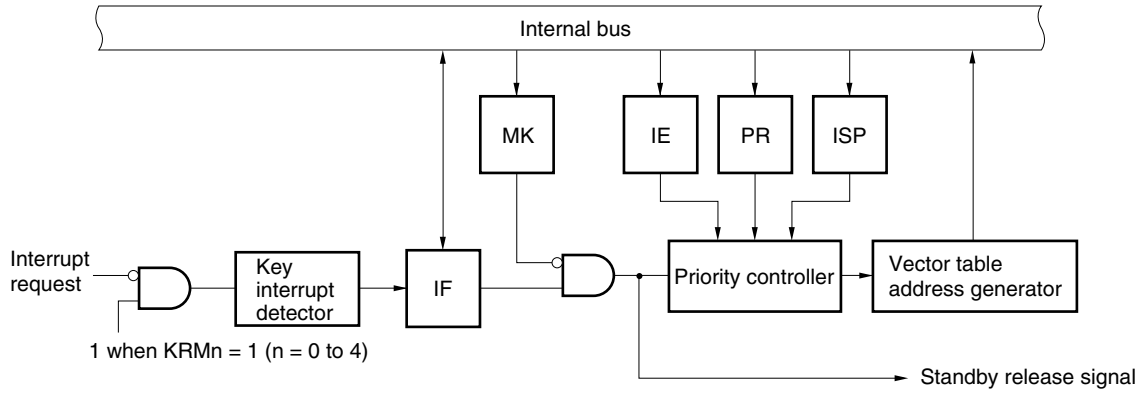 Internal bus
MK
IE
PR
ISP
Interrupt
request
Key
interrupt
detector
IF
Priority controller
Vector table
address generator
1 when KRMn = 1 (n = 0 to 4)
Standby release signal